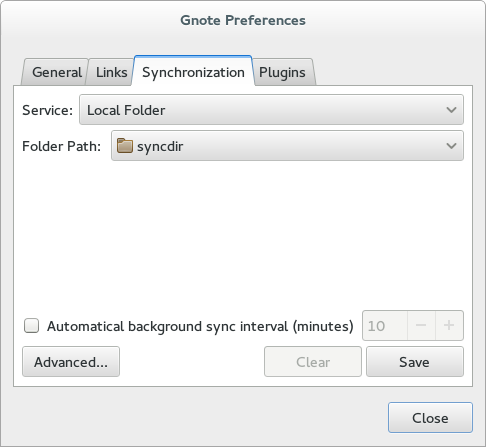 Gnote Preferences
General Links Synchronization Plugins
Service: Local Folder
Folder Path: syncdir
Automatical background sync interval (minutes) 10 − +
Advanced... Clear Save
Close